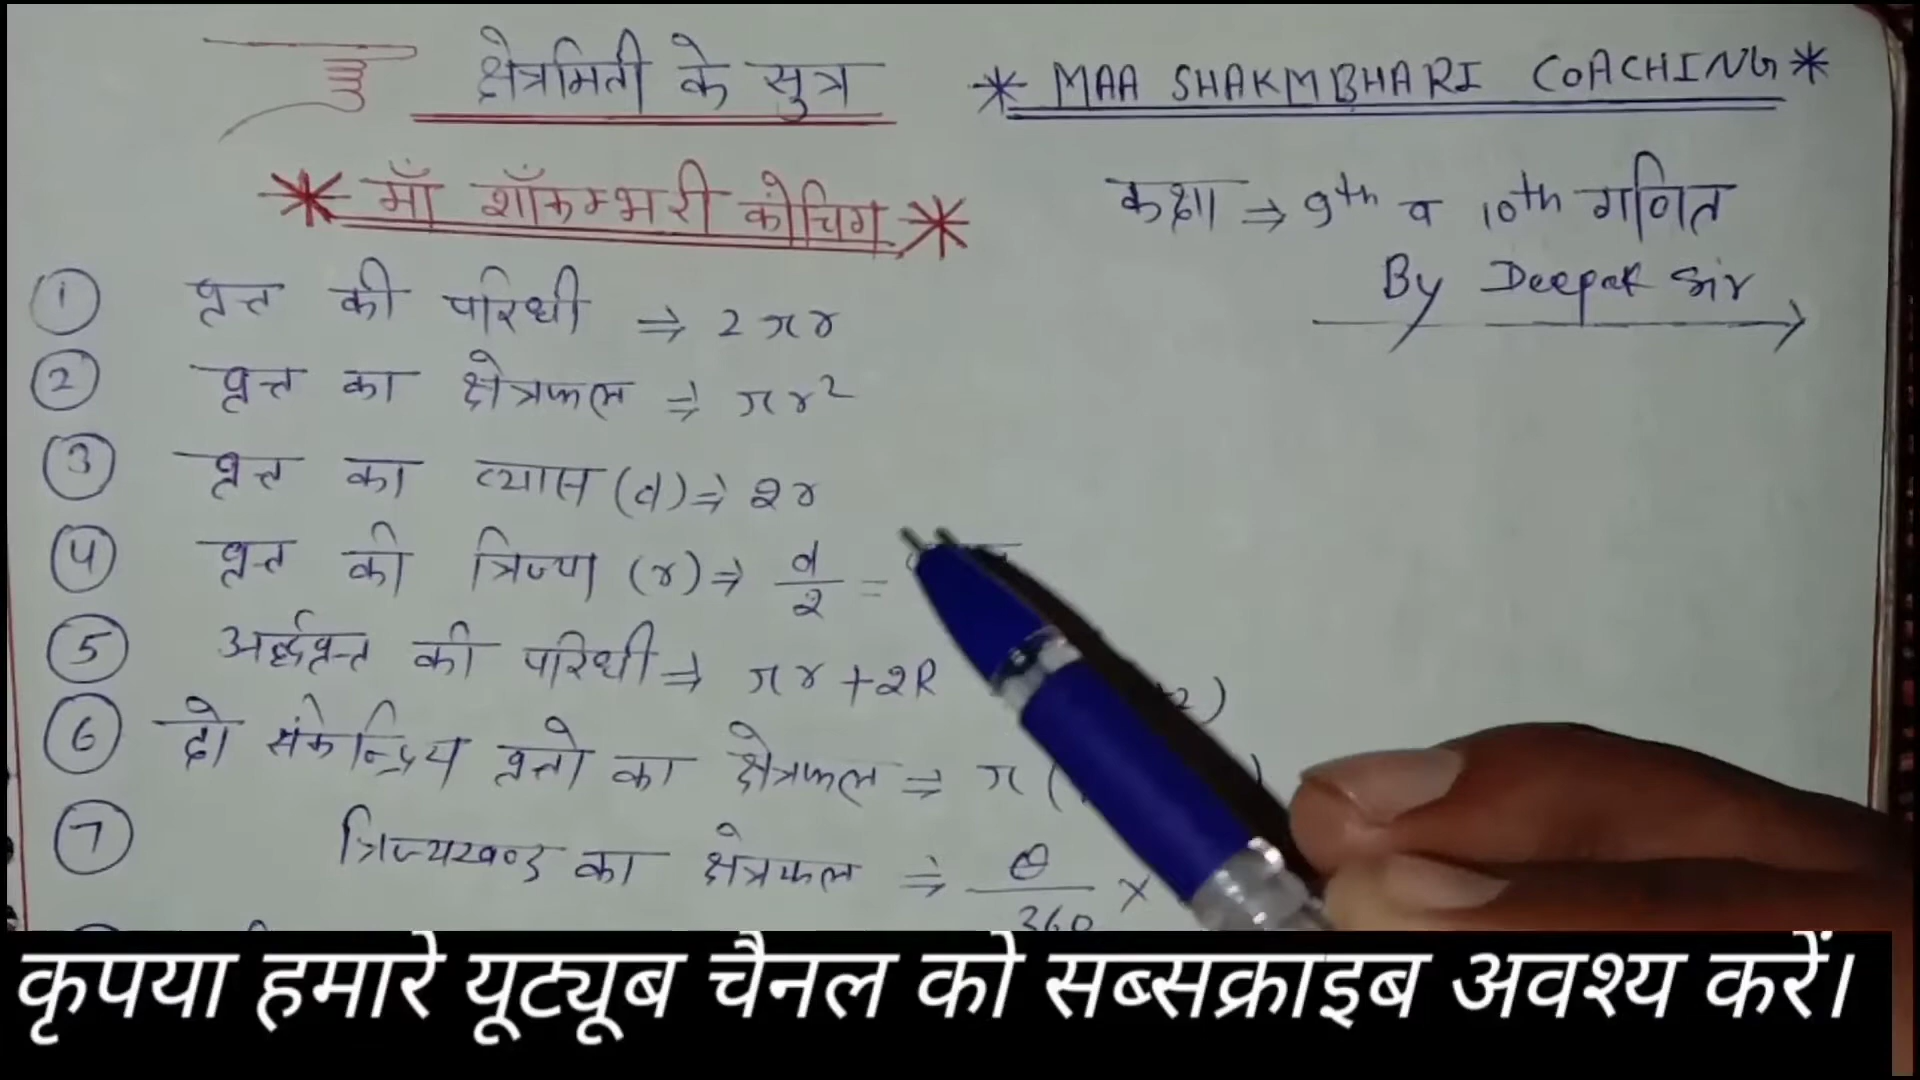 क्षेत्रमिती के सुत्र
* MAA SHAKMBHARI COACHING *
* माँ शाँकम्भरी कोचिंग *
कक्षा ⇒ 9th व 10th गणित
By Deepak Sir
① वृत्त की परिधी ⇒ 2πr
② वृत्त का क्षेत्रफल ⇒ πr²
③ वृत्त का व्यास (d) ⇒ 2r
④ वृत्त की त्रिज्या (r) ⇒ d/2 =
⑤ अर्द्धवृत्त की परिधी ⇒ πr + 2R
⑥ दो संकेन्द्रिय वृत्तो का क्षेत्रफल ⇒ π (
⑦ त्रिज्यखण्ड का क्षेत्रफल ⇒ θ/360 ×
कृपया हमारे यूट्यूब चैनल को सब्सक्राइब अवश्य करें।